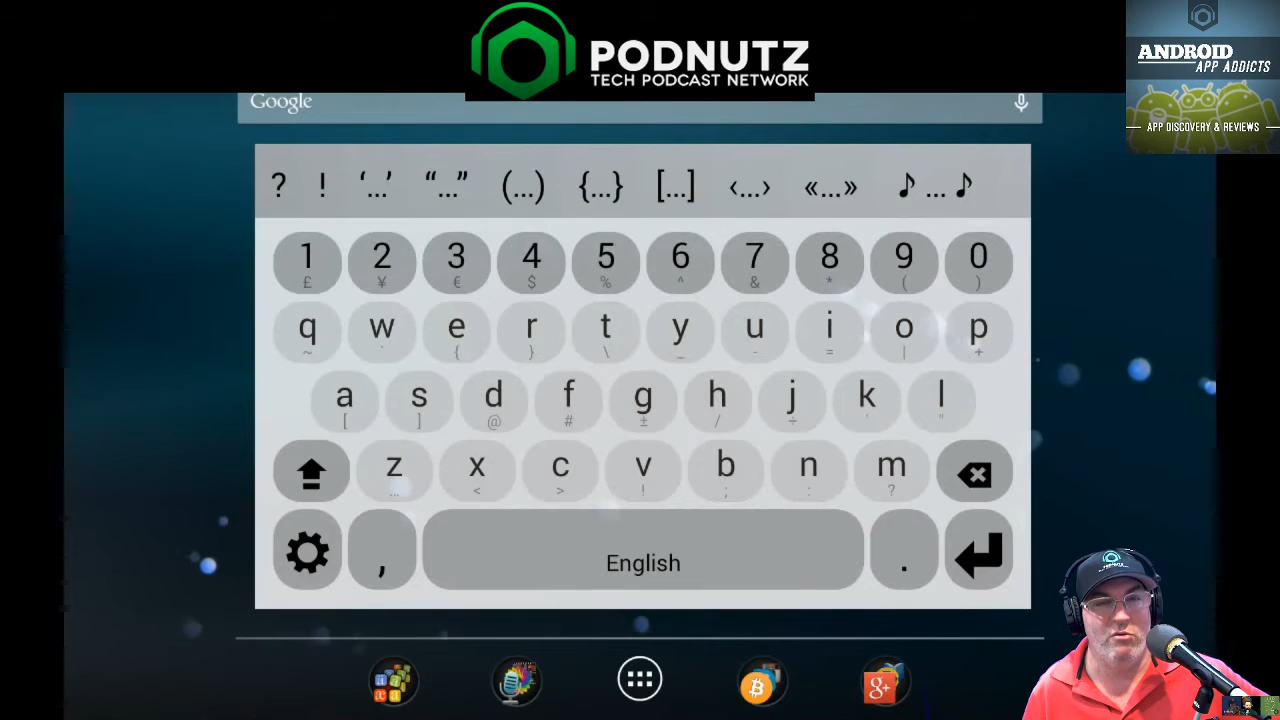 PODNUTZ
TECH PODCAST NETWORK
ANDROID
APP ADDICTS
APP DISCOVERY & REVIEWS
Google
? ! ‘…’ “…” (…) {…} […] ‹…› «…» ♪…♪
1 2 3 4 5 6 7 8 9 0
£ ¥ € $ % ^ & * ( )
q w e r t y u i o p
~ ` { } \ _ - = | +
a s d f g h j k l
[ ] @ # ± / ÷ ' "
z x c v b n m
… < > ! ; : ?
, English .
g+